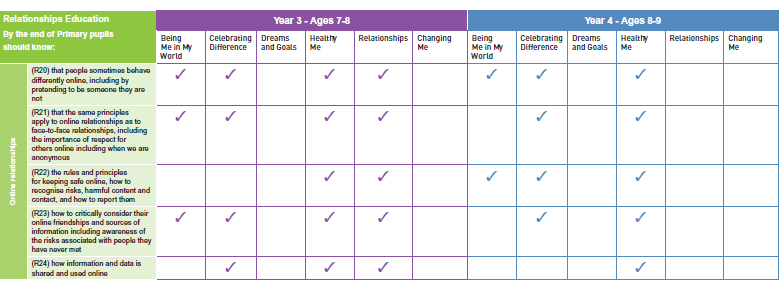 Relationships Education
By the end of Primary pupils
should know:
Year 3 - Ages 7-8
Year 4 - Ages 8-9
Being
Me in My
World
Celebrating
Difference
Dreams
and Goals
Healthy
Me
Relationships
Changing
Me
Being
Me in My
World
Celebrating
Difference
Dreams
and Goals
Healthy
Me
Relationships
Changing
Me
Online relationships
(R20) that people sometimes behave
differently online, including by
pretending to be someone they are
not
✓ ✓ ✓ ✓ ✓ ✓ ✓
(R21) that the same principles
apply to online relationships as to
face-to-face relationships, including
the importance of respect for
others online including when we are
anonymous
✓ ✓ ✓ ✓ ✓ ✓
(R22) the rules and principles
for keeping safe online, how to
recognise risks, harmful content and
contact, and how to report them
✓ ✓ ✓ ✓ ✓
(R23) how to critically consider their
online friendships and sources of
information including awareness of
the risks associated with people they
have never met
✓ ✓ ✓ ✓ ✓ ✓
(R24) how information and data is
shared and used online
✓ ✓ ✓ ✓